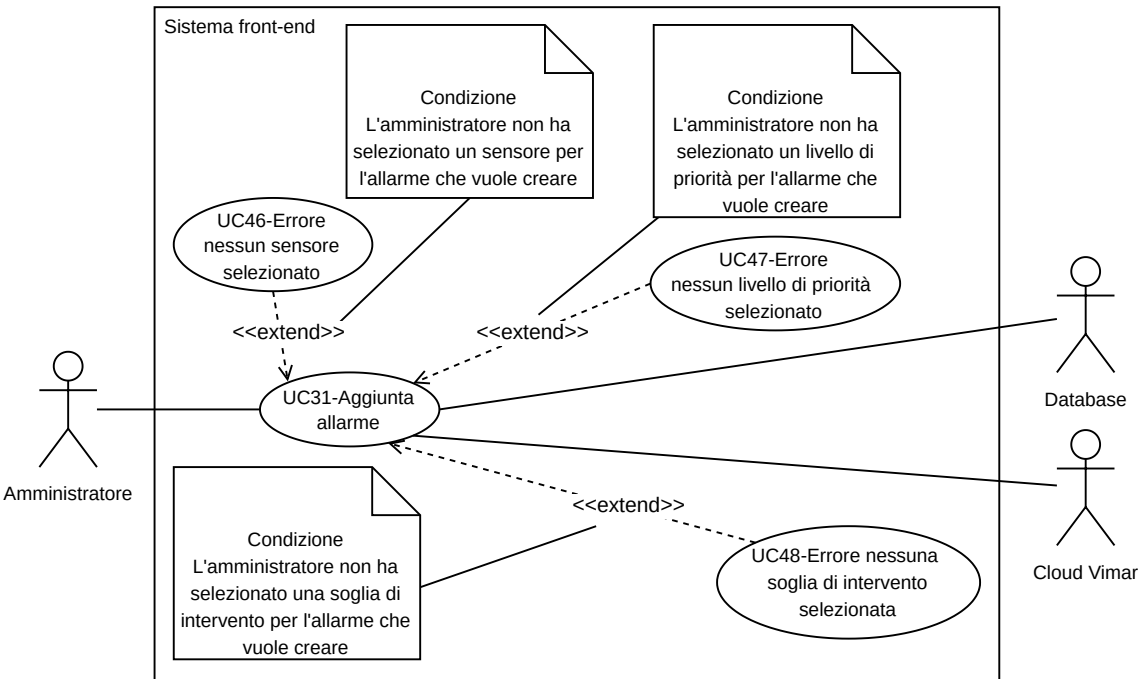 Sistema front-end
Condizione
L'amministratore non ha
selezionato un sensore per
l'allarme che vuole creare
Condizione
L'amministratore non ha
selezionato un livello di
priorità per l'allarme che
vuole creare
UC46-Errore
nessun sensore
selezionato
UC47-Errore
nessun livello di priorità
selezionato
<<extend>>
<<extend>>
UC31-Aggiunta
allarme
Database
Amministratore
<<extend>>
Condizione
L'amministratore non ha
selezionato una soglia di
intervento per l'allarme che
vuole creare
UC48-Errore nessuna
soglia di intervento
selezionata
Cloud Vimar